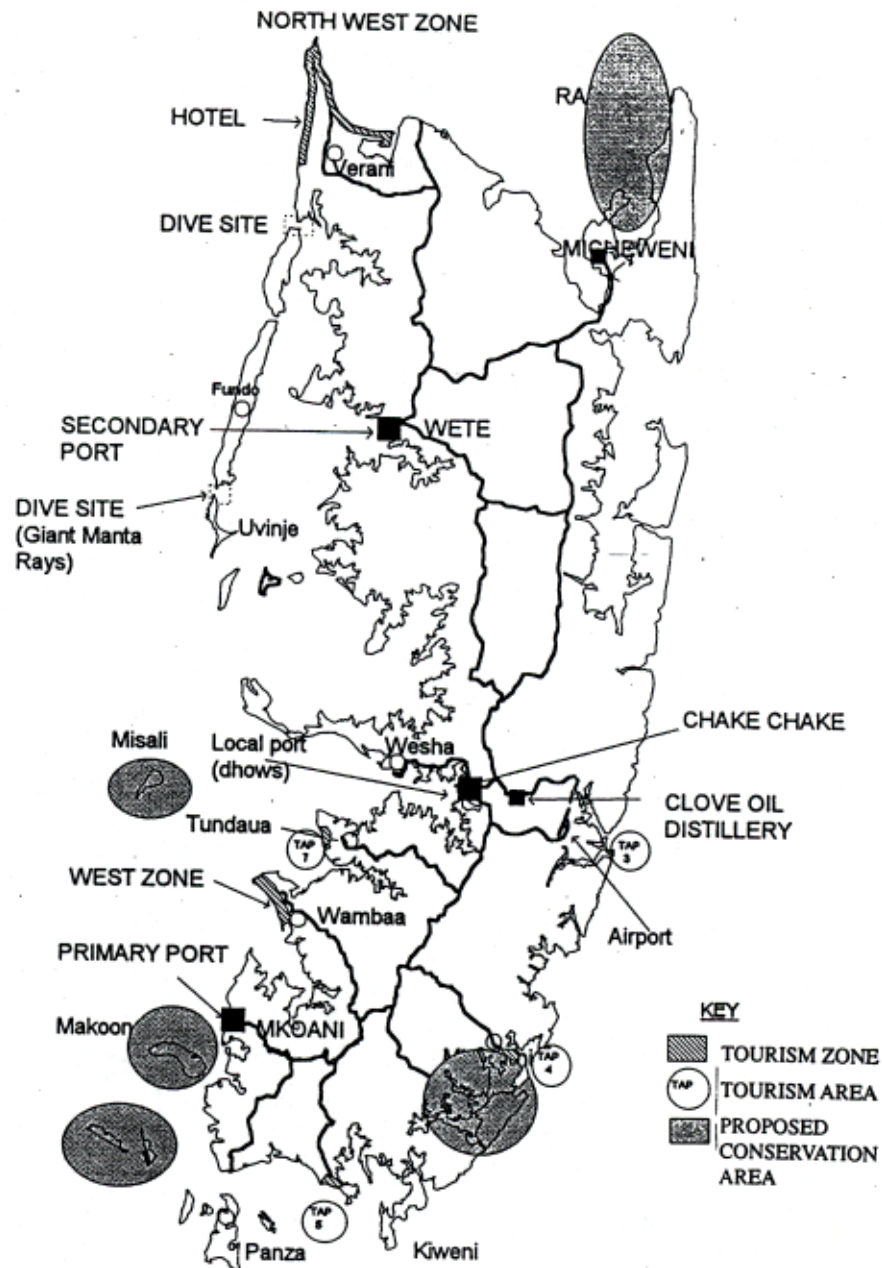 NORTH WEST ZONE
RA
HOTEL
Verani
DIVE SITE
MICHEWENI
Fundo
SECONDARY
PORT
WETE
DIVE SITE
(Giant Manta
Rays)
Uvinje
CHAKE CHAKE
Misali
Local port
(dhows)
Wesha
CLOVE OIL
DISTILLERY
Tundaua
TAP
7
TAP
3
WEST ZONE
Wambaa
Airport
PRIMARY PORT
Makoon
MKOANI
TAP
4
KEY
TOURISM ZONE
TAP
TOURISM AREA
PROPOSED
CONSERVATION
AREA
TAP
Panza
Kiweni